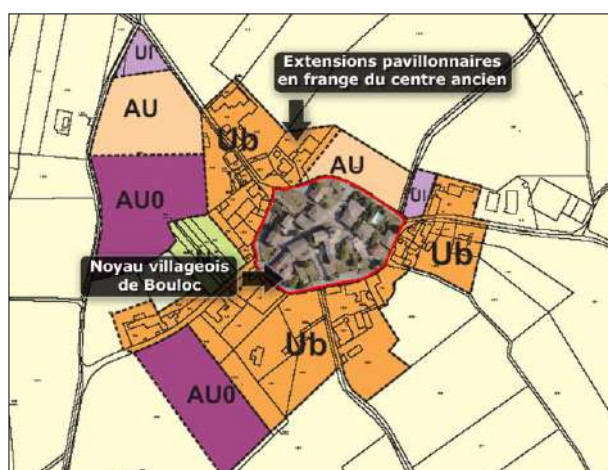 UI
Extensions pavillonnaires
en frange du centre ancien
AU
Ub
AU
AU0
UI
Ub
Noyau villageois
de Bouloc
Ub
AU0